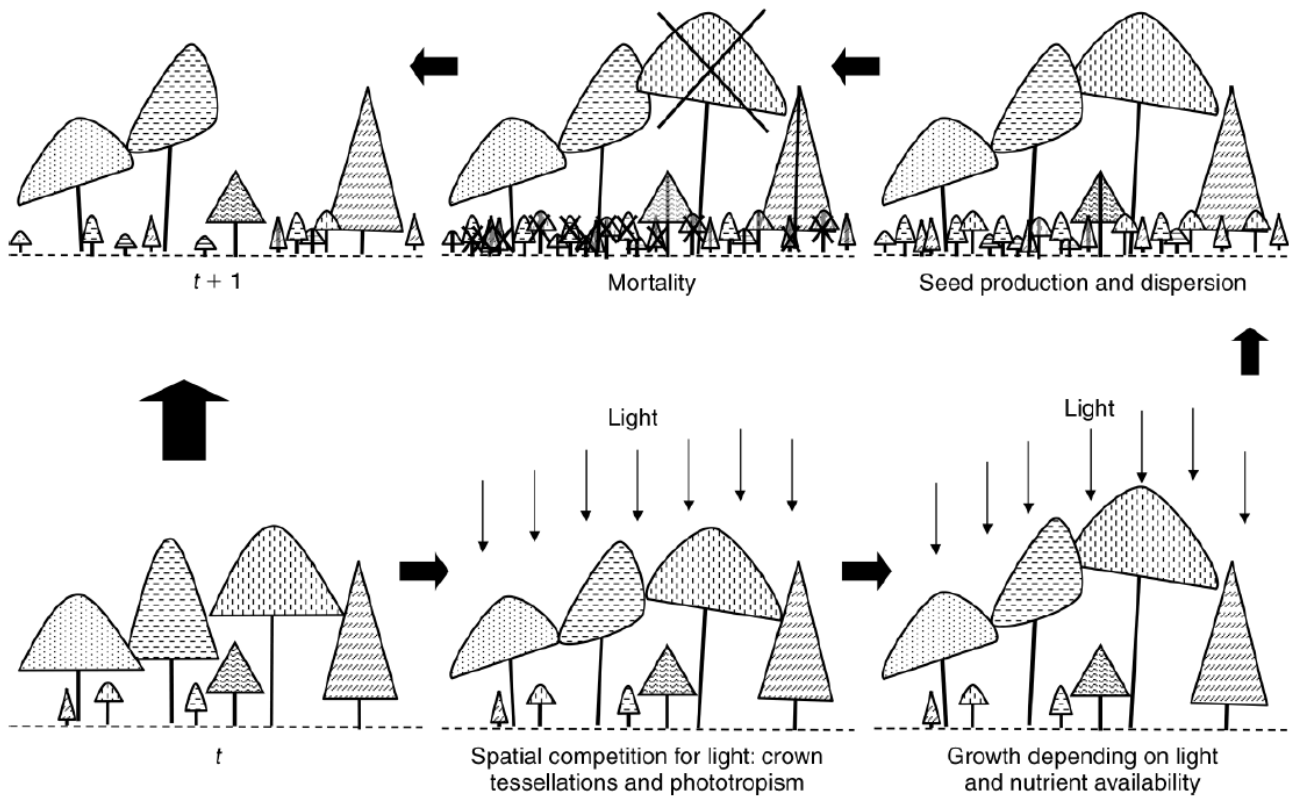 t + 1
Mortality
Seed production and dispersion
Light
Light
t
Spatial competition for light: crown
tessellations and phototropism
Growth depending on light
and nutrient availability